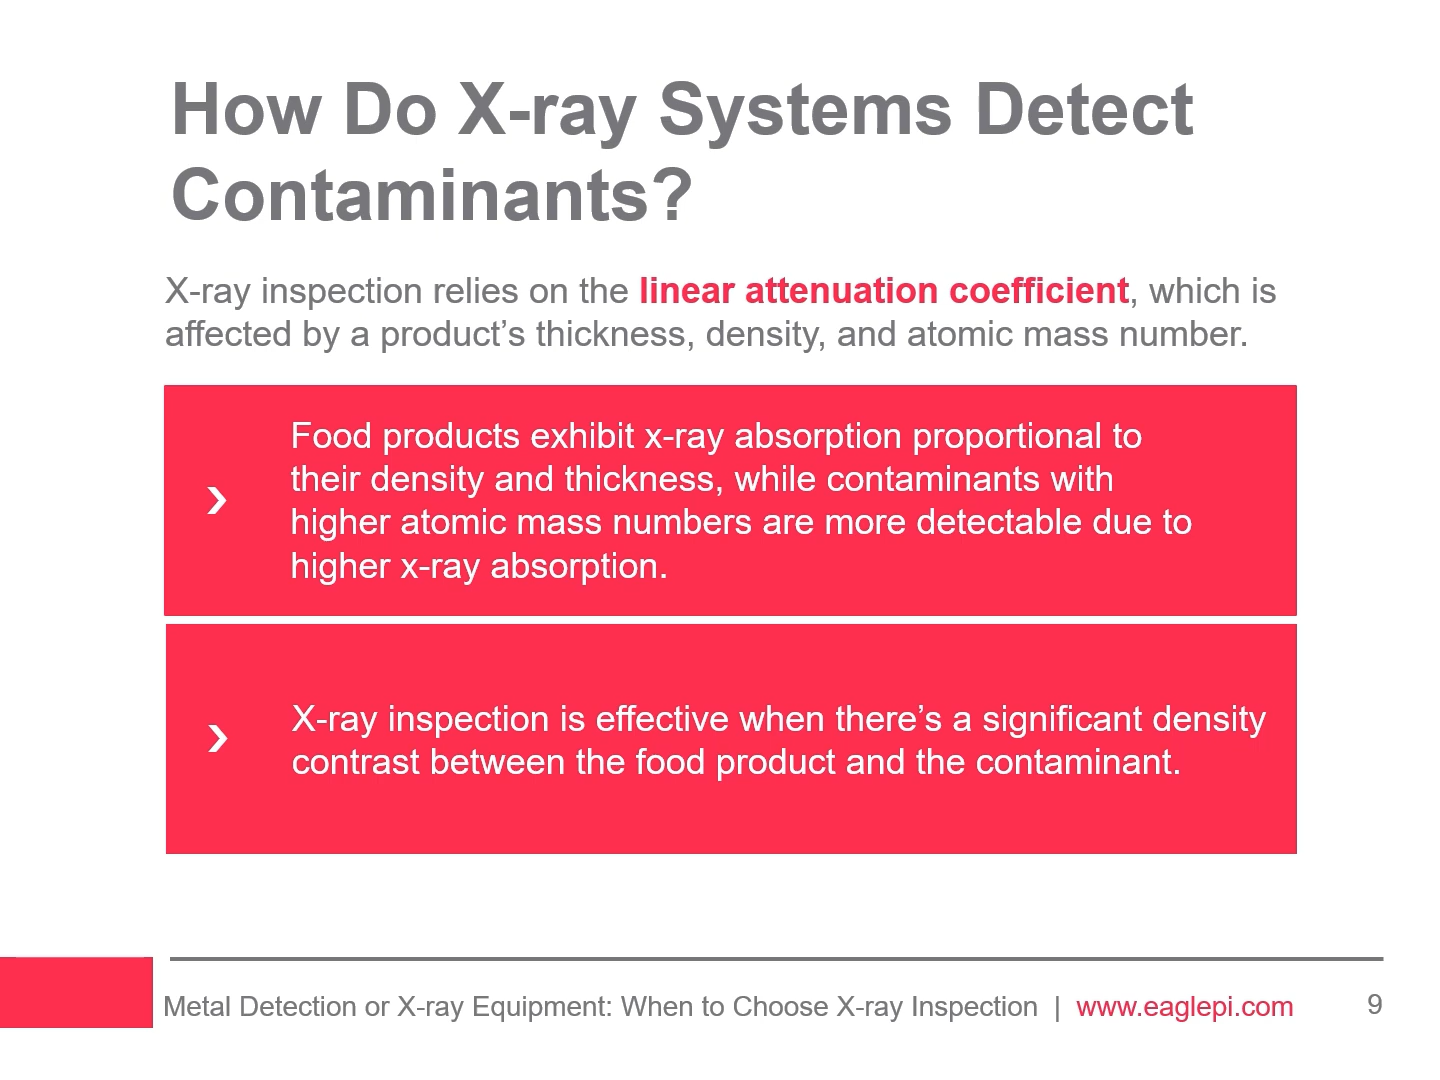 How Do X-ray Systems Detect
Contaminants?
X-ray inspection relies on the linear attenuation coefficient, which is
affected by a product’s thickness, density, and atomic mass number.
› Food products exhibit x-ray absorption proportional to
their density and thickness, while contaminants with
higher atomic mass numbers are more detectable due to
higher x-ray absorption.
› X-ray inspection is effective when there’s a significant density
contrast between the food product and the contaminant.
Metal Detection or X-ray Equipment: When to Choose X-ray Inspection | www.eaglepi.com 9